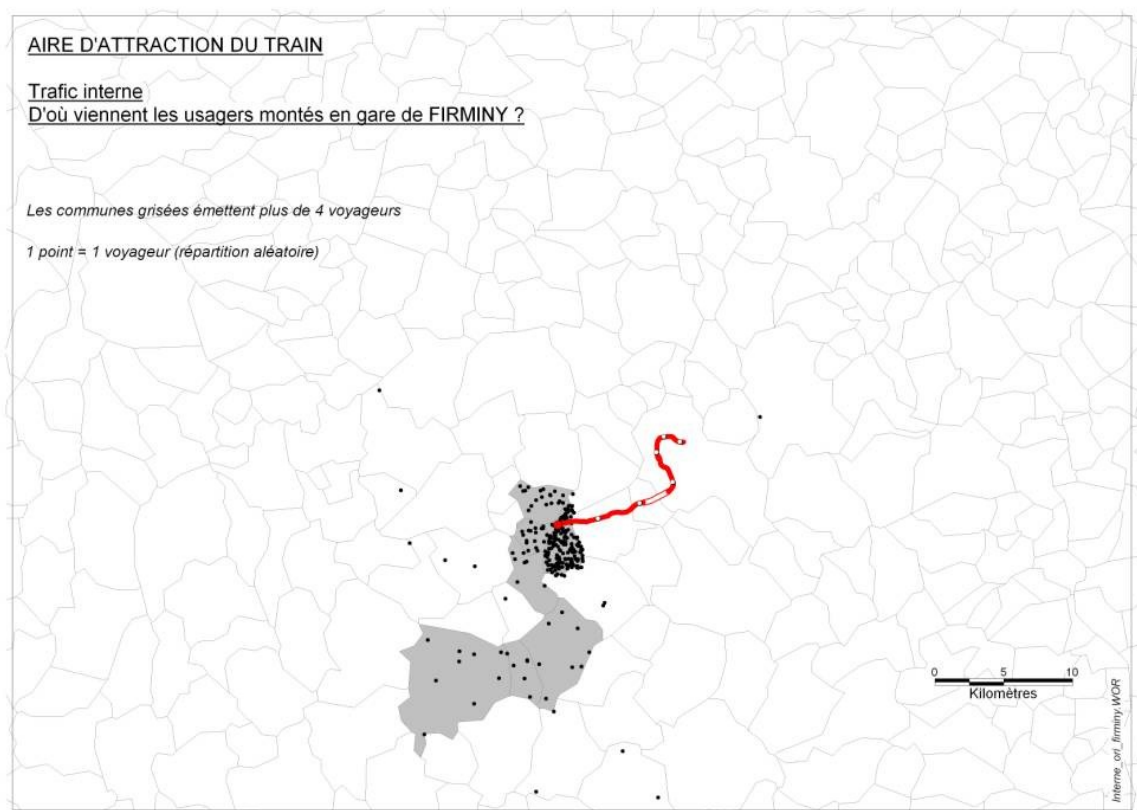 AIRE D'ATTRACTION DU TRAIN
Trafic interne
D'où viennent les usagers montés en gare de FIRMINY ?
Les communes grisées émettent plus de 4 voyageurs
1 point = 1 voyageur (répartition aléatoire)
0 5 10
Kilomètres
Interne_ori_firminy.WOR